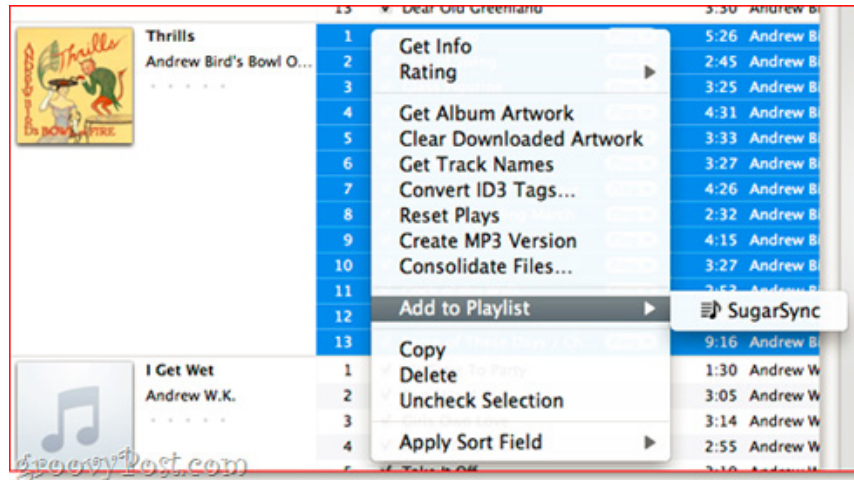 13 ✔ Dear Old Greenland 3:30 Andrew Bi
Thrills
Andrew Bird's Bowl O...
1 5:26 Andrew B
2 2:45 Andrew Bi
3 3:25 Andrew B
4 4:31 Andrew B
5 3:33 Andrew B
6 3:27 Andrew B
7 4:26 Andrew Bi
8 2:32 Andrew Bi
9 4:15 Andrew Bi
10 3:27 Andrew B
11 2:53
12
13 9:16 Andrew Bi
Get Info
Rating
Get Album Artwork
Clear Downloaded Artwork
Get Track Names
Convert ID3 Tags...
Reset Plays
Create MP3 Version
Consolidate Files...
Add to Playlist
SugarSync
Copy
Delete
Uncheck Selection
Apply Sort Field
I Get Wet
Andrew W.K.
1 1:30 Andrew W
2 3:05 Andrew W
3 3:14 Andrew W
4 2:55 Andrew W
5 ✔ Take It Off 3:10 Andrew W
groovyPost.com